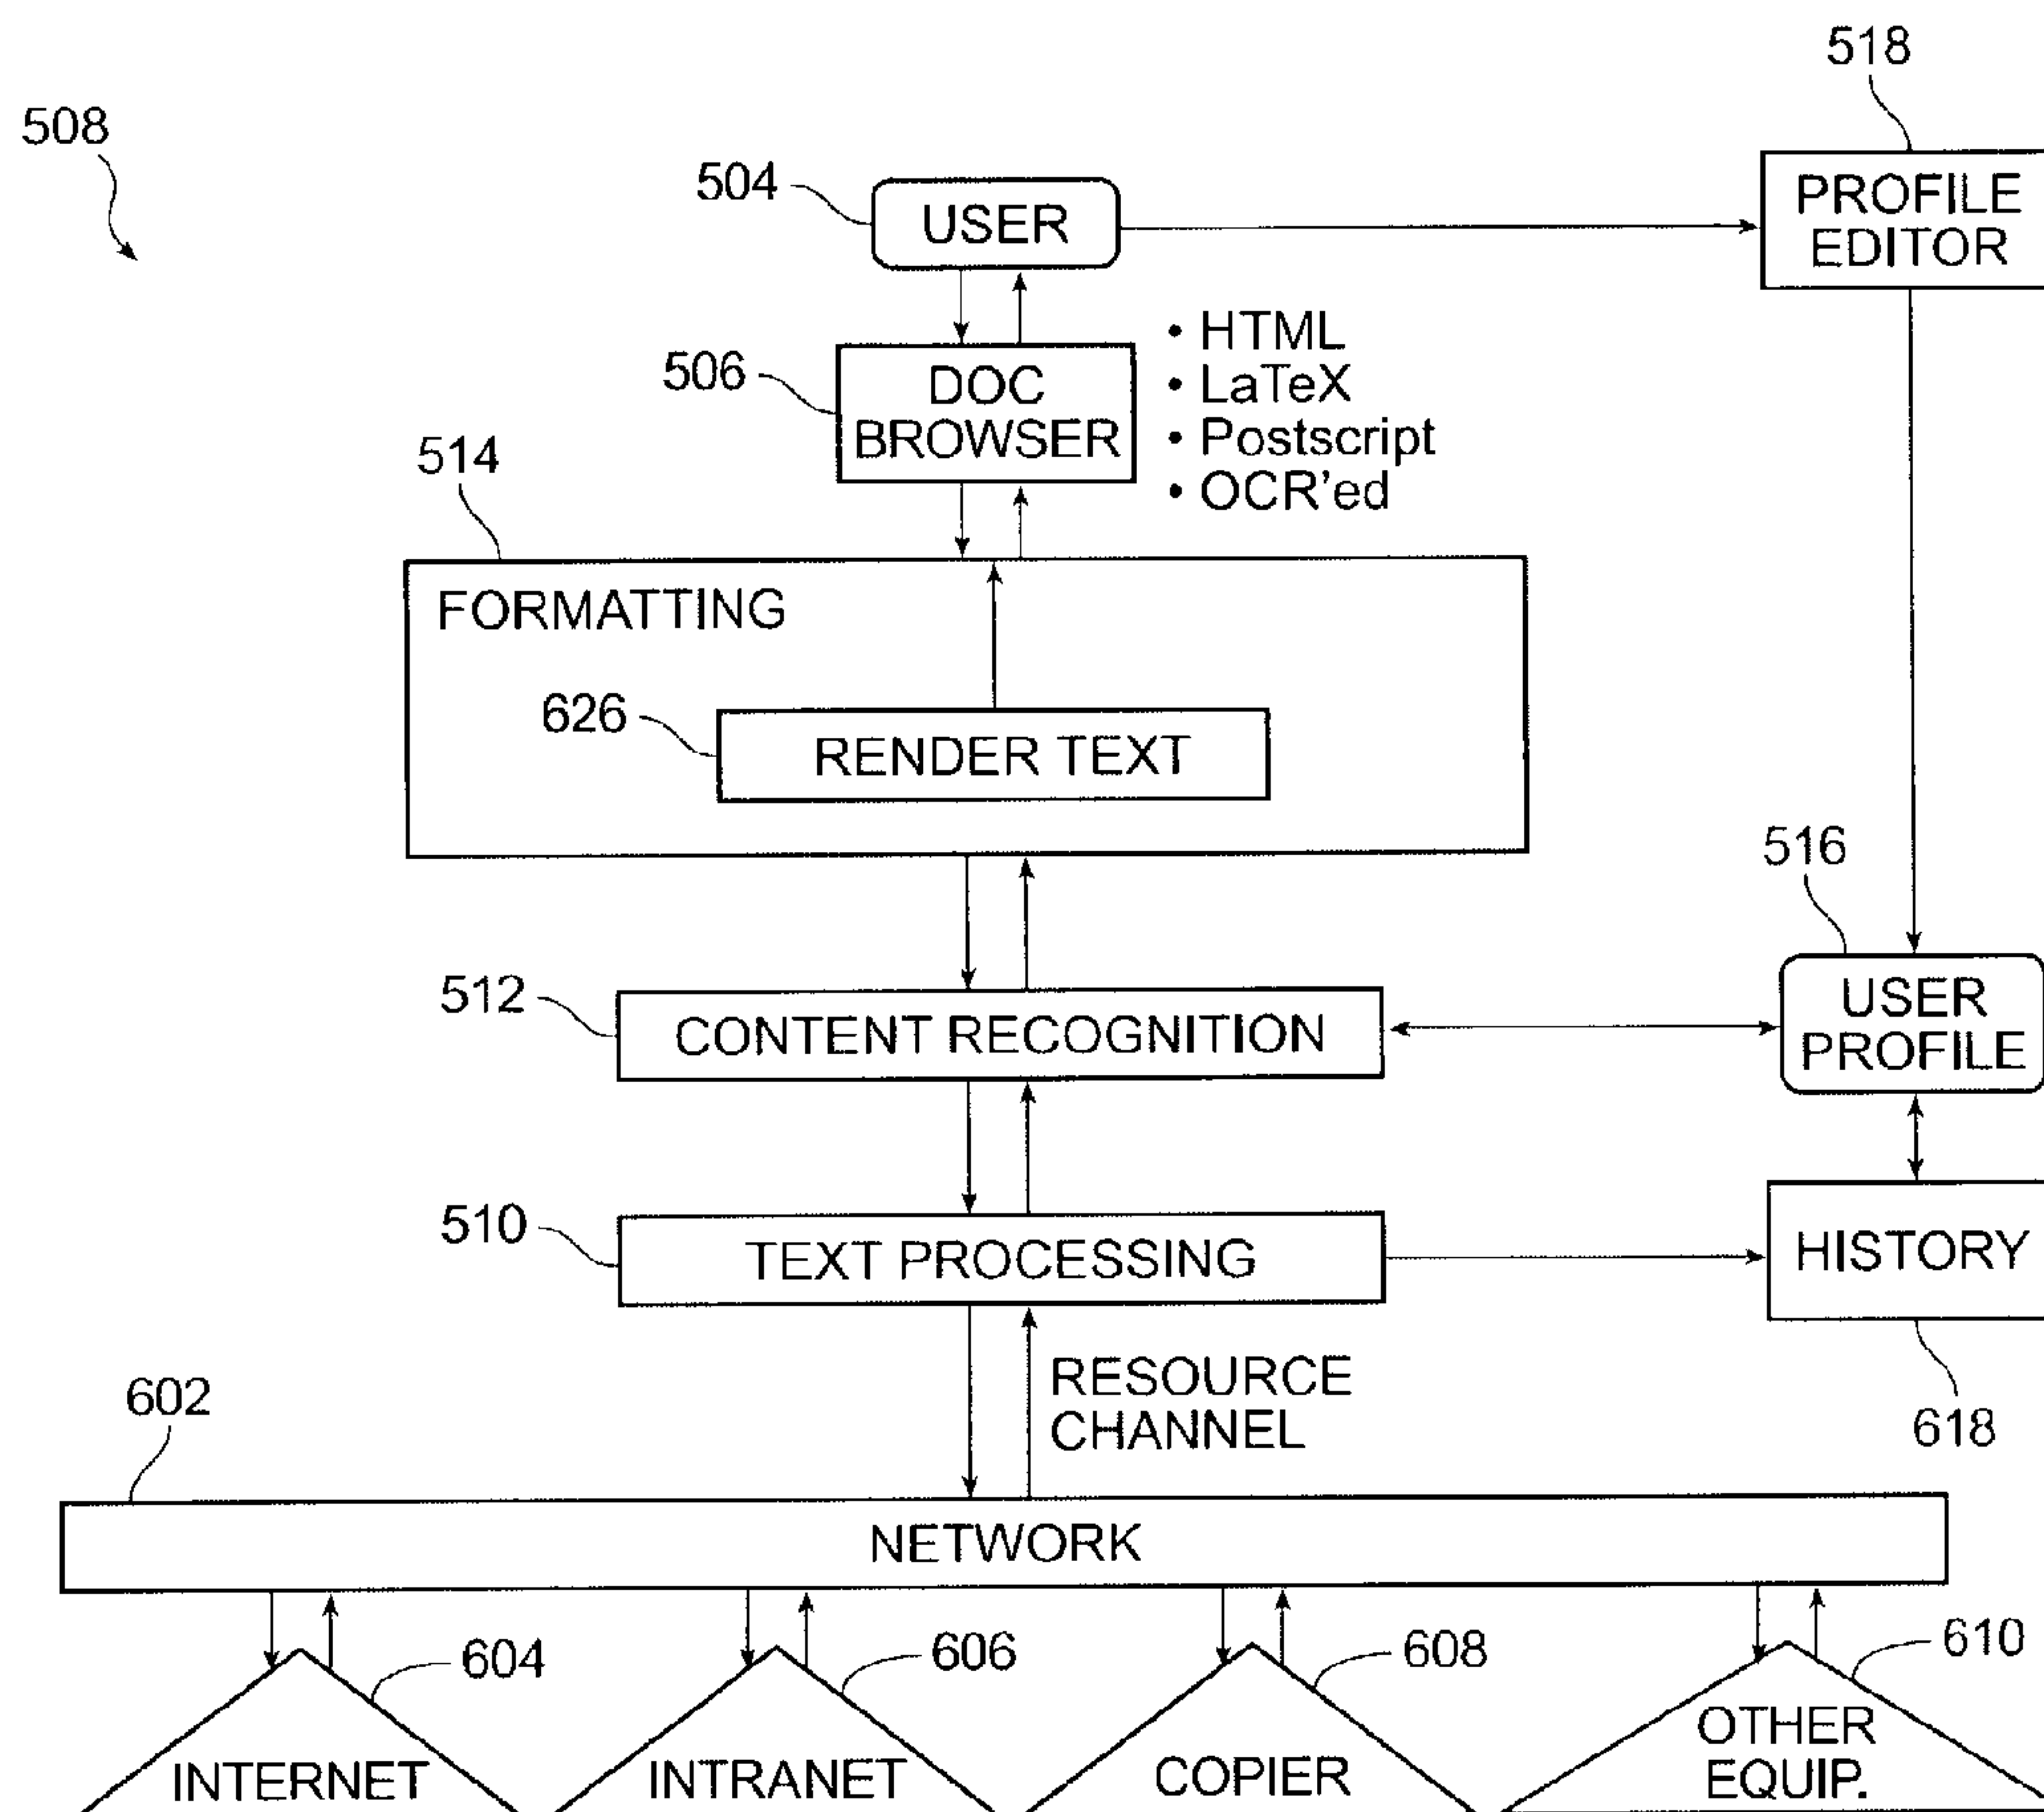 518
508
504
USER
PROFILE
EDITOR
506
DOC
BROWSER
• HTML
• LaTeX
• Postscript
• OCR'ed
514
FORMATTING
626
RENDER TEXT
516
USER
PROFILE
512
CONTENT RECOGNITION
510
TEXT PROCESSING
HISTORY
618
RESOURCE
CHANNEL
602
NETWORK
604
606
608
610
INTERNET
INTRANET
COPIER
OTHER
EQUIP.